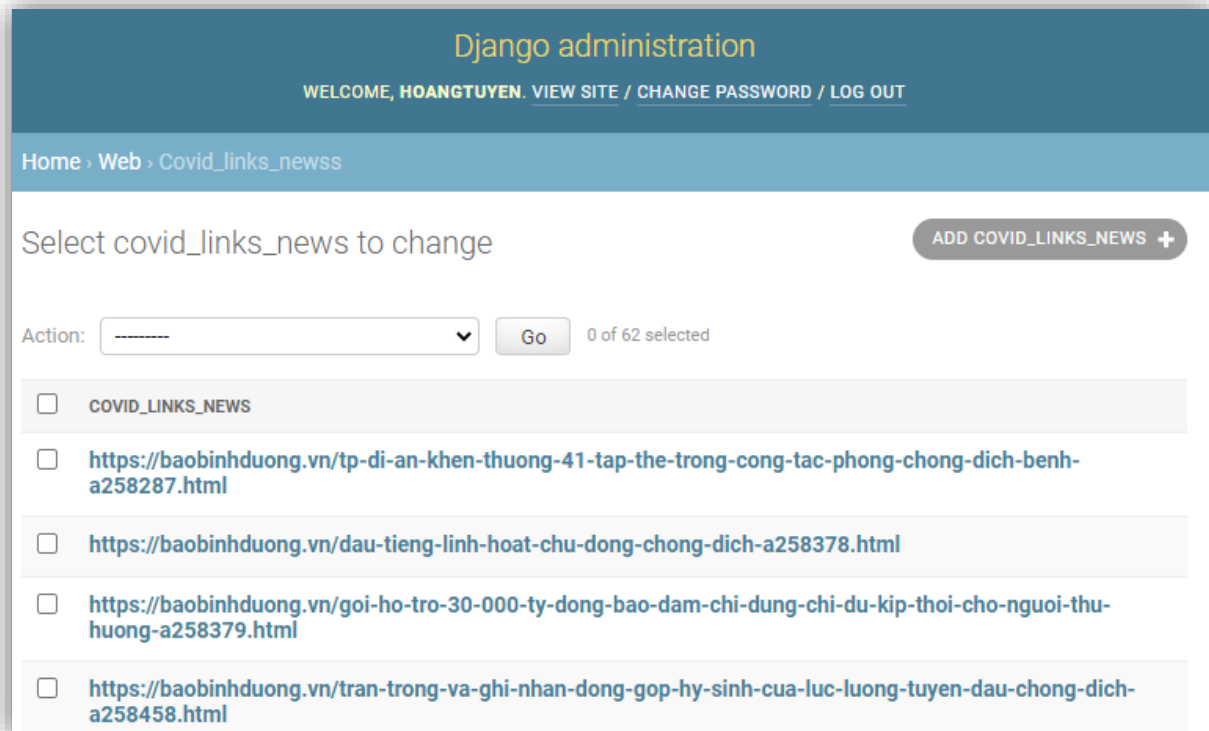 Django administration
WELCOME, HOANGTUYEN. VIEW SITE / CHANGE PASSWORD / LOG OUT
Home › Web › Covid_links_newss
Select covid_links_news to change
ADD COVID_LINKS_NEWS +
Action: --------- Go 0 of 62 selected
COVID_LINKS_NEWS
https://baobinhduong.vn/tp-di-an-khen-thuong-41-tap-the-trong-cong-tac-phong-chong-dich-benh-
a258287.html
https://baobinhduong.vn/dau-tieng-linh-hoat-chu-dong-chong-dich-a258378.html
https://baobinhduong.vn/goi-ho-tro-30-000-ty-dong-bao-dam-chi-dung-chi-du-kip-thoi-cho-nguoi-thu-
huong-a258379.html
https://baobinhduong.vn/tran-trong-va-ghi-nhan-dong-gop-hy-sinh-cua-luc-luong-tuyen-dau-chong-dich-
a258458.html